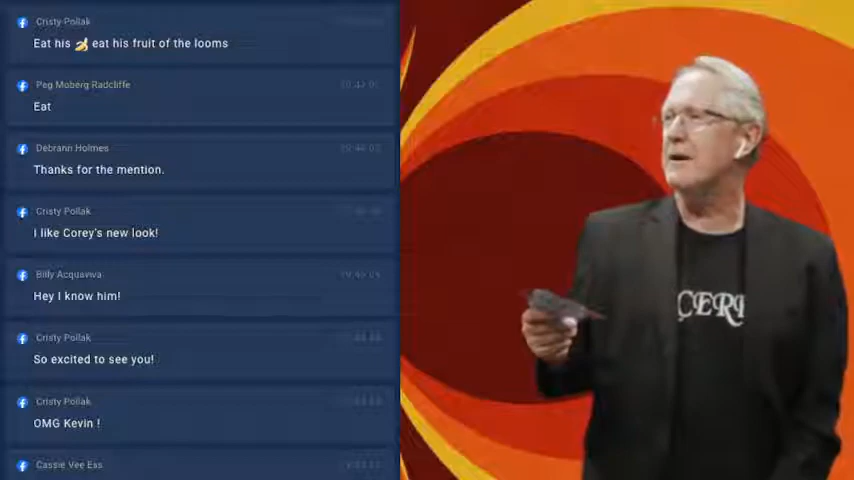 Cristy Pollak
Eat his 🍌 eat his fruit of the looms
Peg Moberg Radcliffe
Eat
Debrann Holmes
Thanks for the mention.
Cristy Pollak
I like Corey's new look!
Billy Acquaviva
Hey I know him!
Cristy Pollak
So excited to see you!
Cristy Pollak
OMG Kevin !
Cassie Vee Ess
CERE